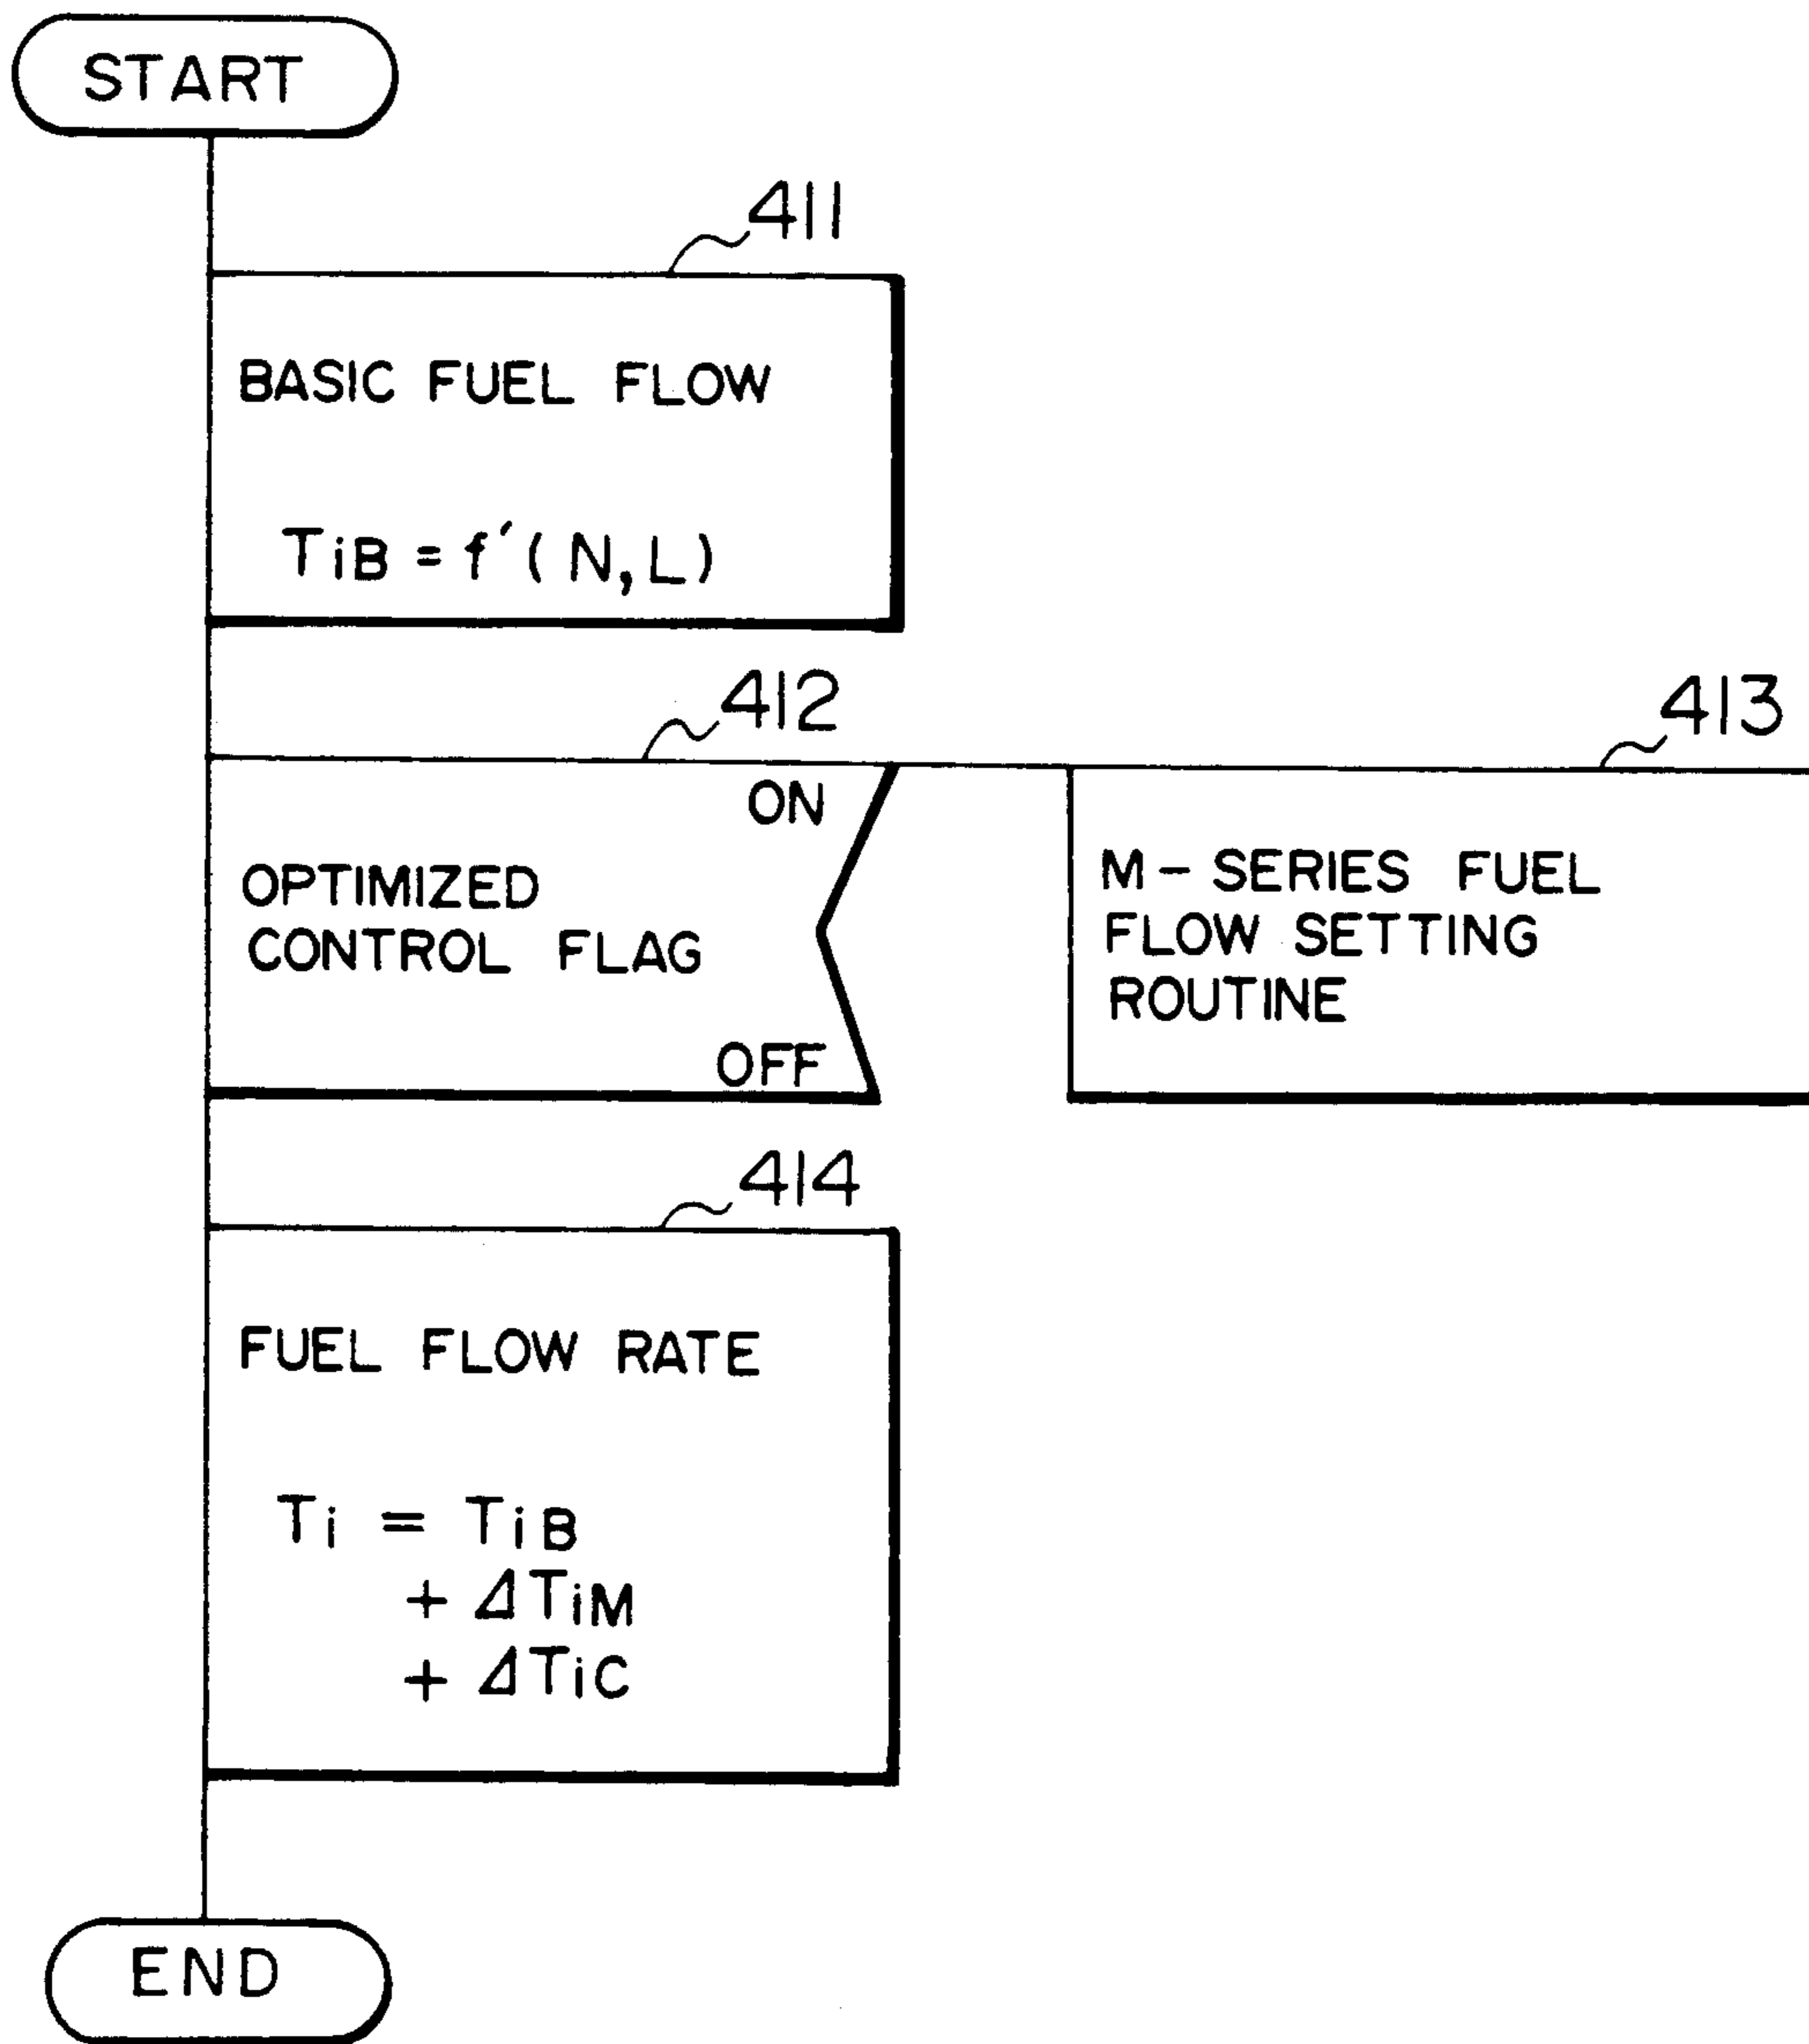 START
411
BASIC FUEL FLOW
TiB = f′(N,L)
412
413
ON
OPTIMIZED
CONTROL FLAG
OFF
M-SERIES FUEL
FLOW SETTING
ROUTINE
414
FUEL FLOW RATE
Ti = TiB
+ ΔTiM
+ ΔTiC
END